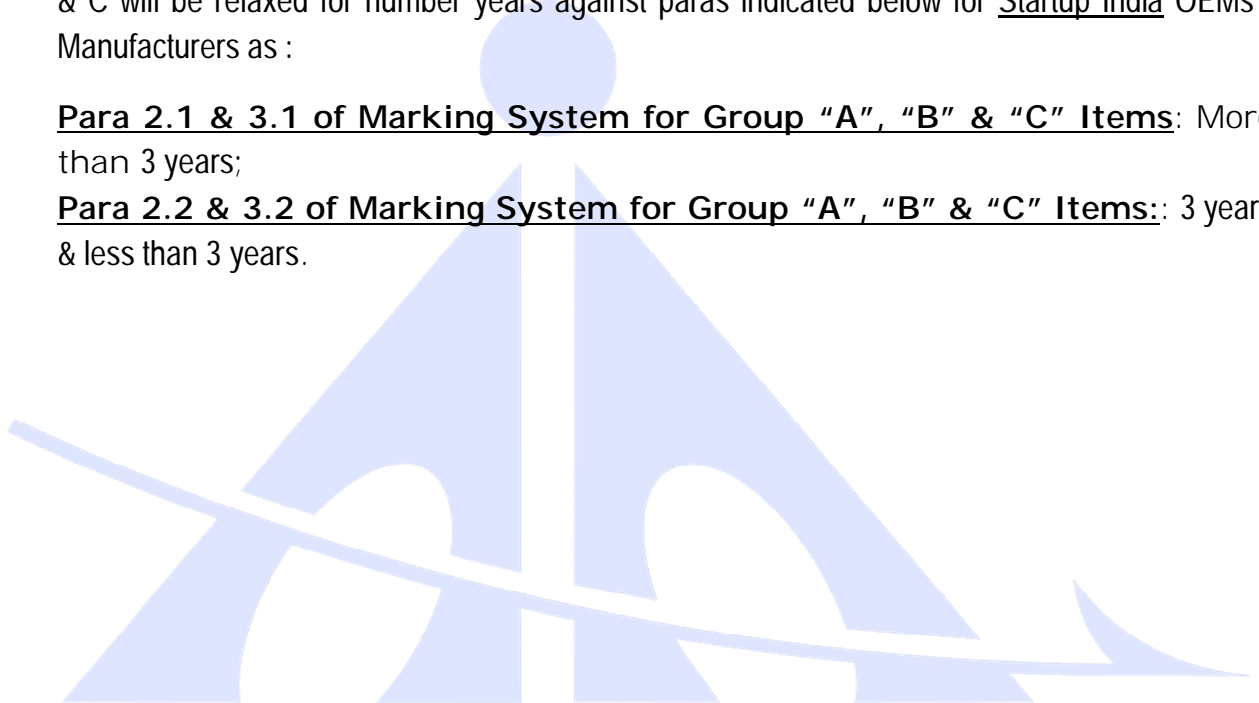 & C will be relaxed for number years against paras indicated below for Startup India OEMs
Manufacturers as :
Para 2.1 & 3.1 of Marking System for Group “A”, “B” & “C” Items: More
than 3 years;
Para 2.2 & 3.2 of Marking System for Group “A”, “B” & “C” Items:: 3 year
& less than 3 years.